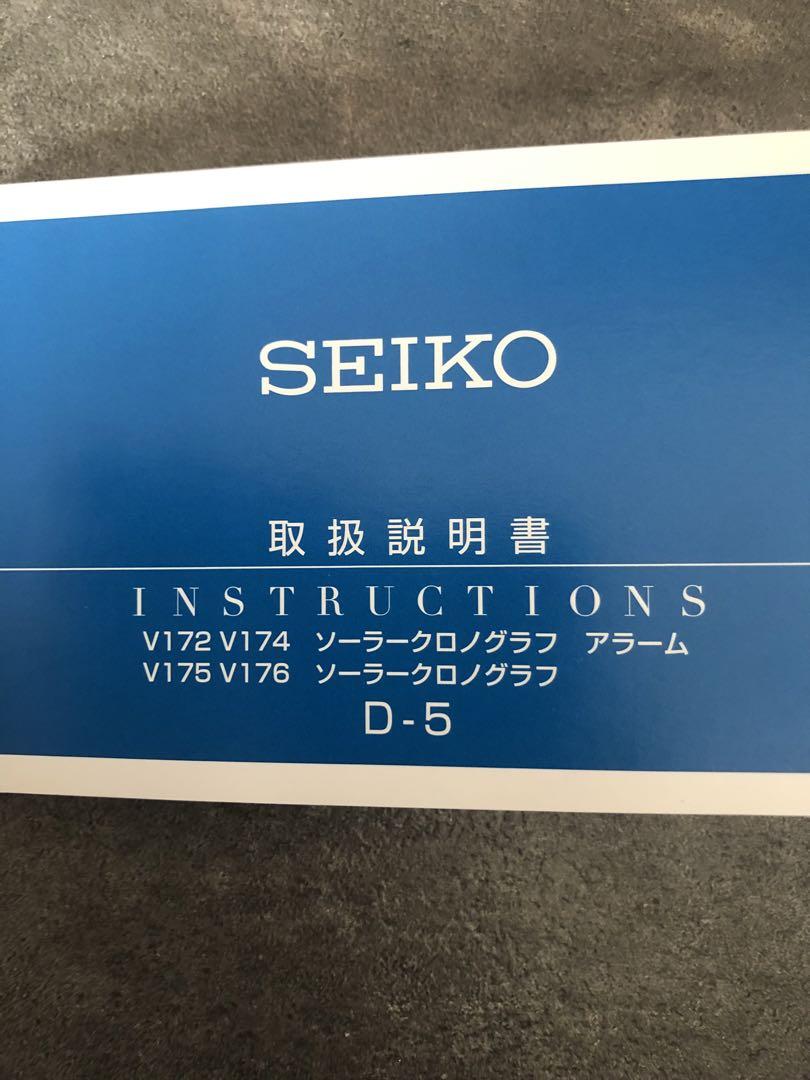 SEIKO
取扱説明書
INSTRUCTIONS
V172 V174 ソーラークロノグラフ アラーム
V175 V176 ソーラークロノグラフ
D-5